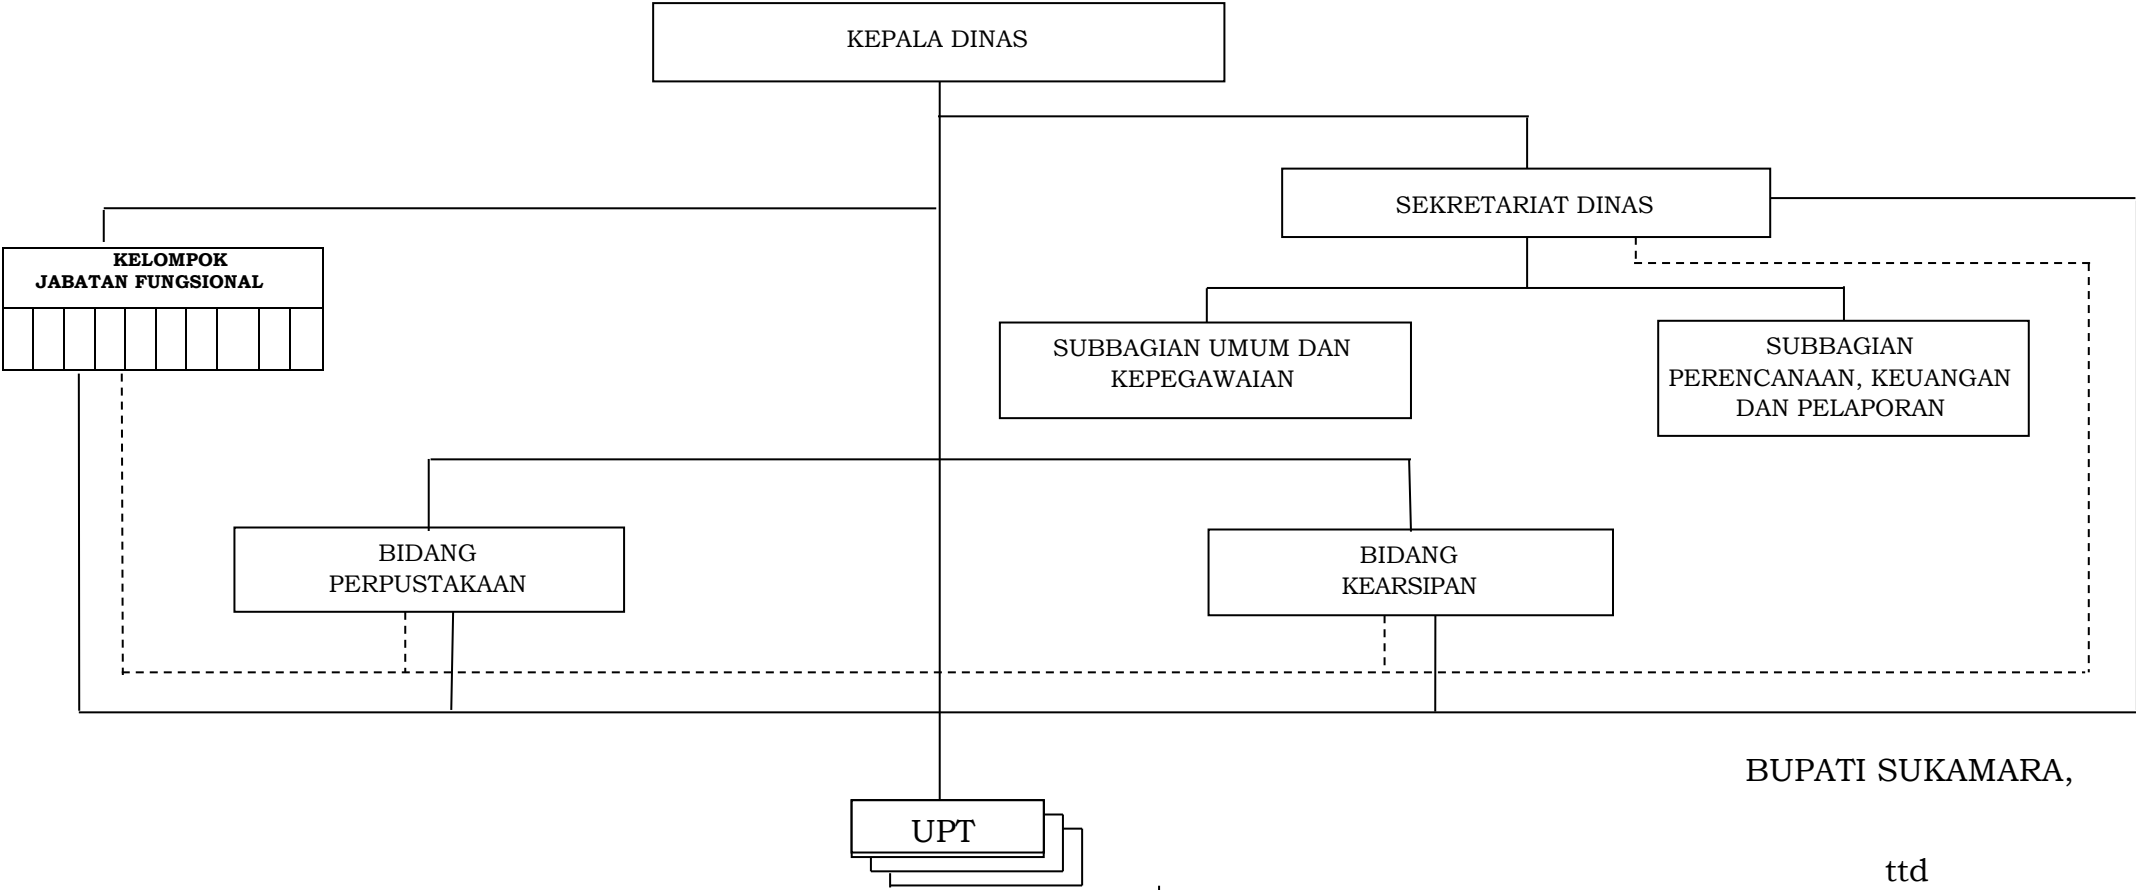 KEPALA DINAS
SEKRETARIAT DINAS
KELOMPOK
JABATAN FUNGSIONAL
SUBBAGIAN UMUM DAN
KEPEGAWAIAN
SUBBAGIAN
PERENCANAAN, KEUANGAN
DAN PELAPORAN
BIDANG
PERPUSTAKAAN
BIDANG
KEARSIPAN
BUPATI SUKAMARA,
UPT
ttd